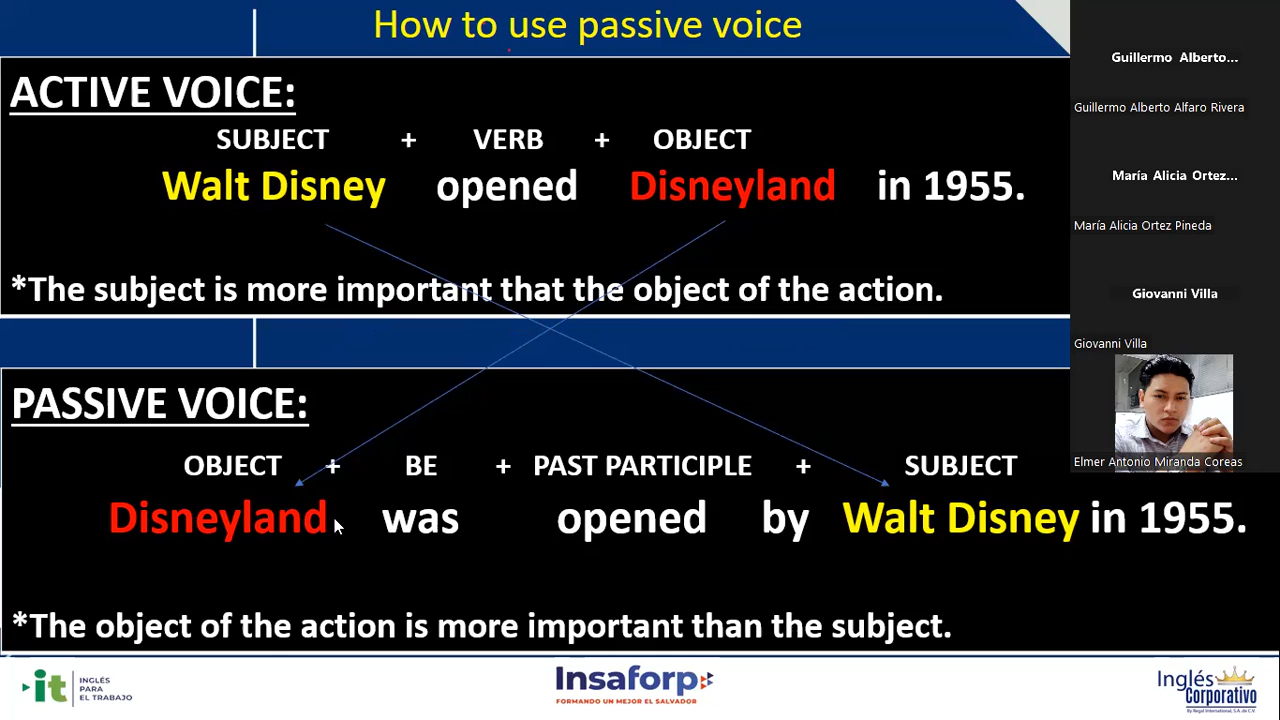 How to use passive voice
ACTIVE VOICE:
SUBJECT + VERB + OBJECT
Walt Disney opened Disneyland in 1955.
*The subject is more important that the object of the action.
PASSIVE VOICE:
OBJECT + BE + PAST PARTICIPLE + SUBJECT
Disneyland was opened by Walt Disney in 1955.
*The object of the action is more important than the subject.
it INGLÉS
PARA
EL TRABAJO
Insaforp
FORMANDO UN MEJOR EL SALVADOR
Inglés
Corporativo
By Regal International, S.A. de C.V.
Guillermo Alberto...
Guillermo Alberto Alfaro Rivera
María Alicia Ortez...
María Alicia Ortez Pineda
Giovanni Villa
Giovanni Villa
Elmer Antonio Miranda Coreas